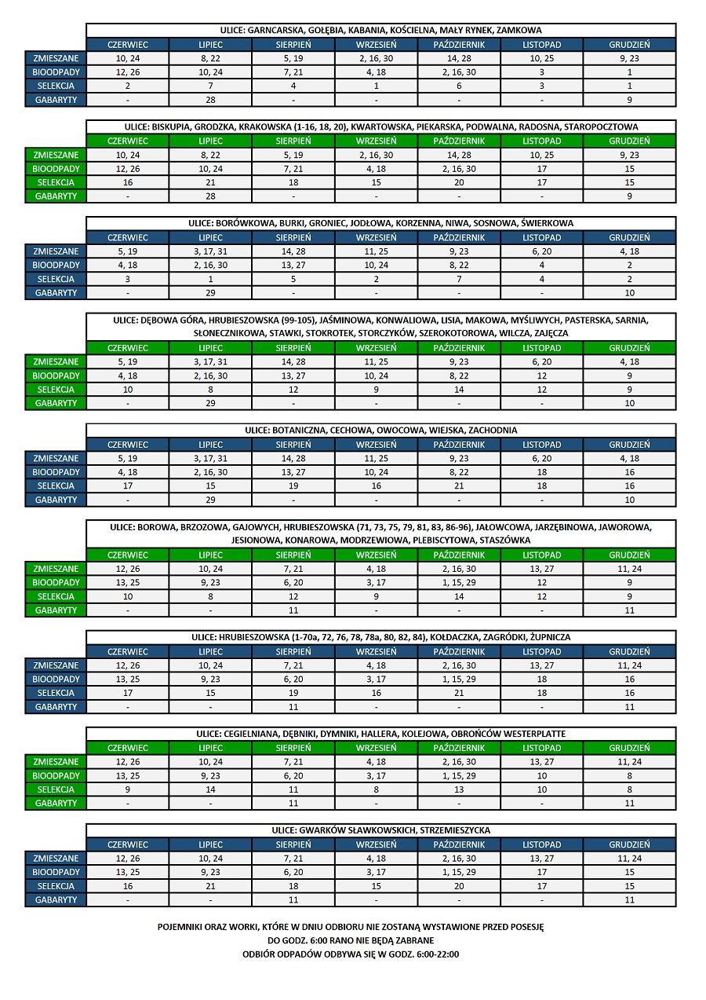 ULICE: GARNCARSKA, GOŁĘBIA, KABANIA, KOŚCIELNA, MAŁY RYNEK, ZAMKOWA
CZERWIEC LIPIEC SIERPIEŃ WRZESIEŃ PAŹDZIERNIK LISTOPAD GRUDZIEŃ
ZMIESZANE 10, 24 8, 22 5, 19 2, 16, 30 14, 28 10, 25 9, 23
BIOODPADY 12, 26 10, 24 7, 21 4, 18 2, 16, 30 3 1
SELEKCJA 2 7 4 1 6 3 1
GABARYTY - 28 - - - - 9
ULICE: BISKUPIA, GRODZKA, KRAKOWSKA (1-16, 18, 20), KWARTOWSKA, PIEKARSKA, PODWALNA, RADOSNA, STAROPOCZTOWA
CZERWIEC LIPIEC SIERPIEŃ WRZESIEŃ PAŹDZIERNIK LISTOPAD GRUDZIEŃ
ZMIESZANE 10, 24 8, 22 5, 19 2, 16, 30 14, 28 10, 25 9, 23
BIOODPADY 12, 26 10, 24 7, 21 4, 18 2, 16, 30 17 15
SELEKCJA 16 21 18 15 20 17 15
GABARYTY - 28 - - - - 9
ULICE: BORÓWKOWA, BURKI, GRONIEC, JODŁOWA, KORZENNA, NIWA, SOSNOWA, ŚWIERKOWA
CZERWIEC LIPIEC SIERPIEŃ WRZESIEŃ PAŹDZIERNIK LISTOPAD GRUDZIEŃ
ZMIESZANE 5, 19 3, 17, 31 14, 28 11, 25 9, 23 6, 20 4, 18
BIOODPADY 4, 18 2, 16, 30 13, 27 10, 24 8, 22 4 2
SELEKCJA 3 1 5 2 7 4 2
GABARYTY - 29 - - - - 10
ULICE: DĘBOWA GÓRA, HRUBIESZOWSKA (99-105), JAŚMINOWA, KONWALIOWA, LISIA, MAKOWA, MYŚLIWYCH, PASTERSKA, SARNIA,
SŁONECZNIKOWA, STAWKI, STOKROTEK, STORCZYKÓW, SZEROKOTOROWA, WILCZA, ZAJĘCZA
CZERWIEC LIPIEC SIERPIEŃ WRZESIEŃ PAŹDZIERNIK LISTOPAD GRUDZIEŃ
ZMIESZANE 5, 19 3, 17, 31 14, 28 11, 25 9, 23 6, 20 4, 18
BIOODPADY 4, 18 2, 16, 30 13, 27 10, 24 8, 22 12 9
SELEKCJA 10 8 12 9 14 12 9
GABARYTY - 29 - - - - 10
ULICE: BOTANICZNA, CECHOWA, OWOCOWA, WIEJSKA, ZACHODNIA
CZERWIEC LIPIEC SIERPIEŃ WRZESIEŃ PAŹDZIERNIK LISTOPAD GRUDZIEŃ
ZMIESZANE 5, 19 3, 17, 31 14, 28 11, 25 9, 23 6, 20 4, 18
BIOODPADY 4, 18 2, 16, 30 13, 27 10, 24 8, 22 18 16
SELEKCJA 17 15 19 16 21 18 16
GABARYTY - 29 - - - - 10
ULICE: BOROWA, BRZOZOWA, GAJOWYCH, HRUBIESZOWSKA (71, 73, 75, 79, 81, 83, 86-96), JAŁOWCOWA, JARZĘBINOWA, JAWOROWA,
JESIONOWA, KONAROWA, MODRZEWIOWA, PLEBISCYTOWA, STASZÓWKA
CZERWIEC LIPIEC SIERPIEŃ WRZESIEŃ PAŹDZIERNIK LISTOPAD GRUDZIEŃ
ZMIESZANE 12, 26 10, 24 7, 21 4, 18 2, 16, 30 13, 27 11, 24
BIOODPADY 13, 25 9, 23 6, 20 3, 17 1, 15, 29 12 9
SELEKCJA 10 8 12 9 14 12 9
GABARYTY - - 11 - - - 11
ULICE: HRUBIESZOWSKA (1-70a, 72, 76, 78, 78a, 80, 82, 84), KOŁDACZKA, ZAGRÓDKI, ŻUPNICZA
CZERWIEC LIPIEC SIERPIEŃ WRZESIEŃ PAŹDZIERNIK LISTOPAD GRUDZIEŃ
ZMIESZANE 12, 26 10, 24 7, 21 4, 18 2, 16, 30 13, 27 11, 24
BIOODPADY 13, 25 9, 23 6, 20 3, 17 1, 15, 29 18 16
SELEKCJA 17 15 19 16 21 18 16
GABARYTY - - 11 - - - 11
ULICE: CEGIELNIANA, DĘBNIKI, DYMNIKI, HALLERA, KOLEJOWA, OBROŃCÓW WESTERPLATTE
CZERWIEC LIPIEC SIERPIEŃ WRZESIEŃ PAŹDZIERNIK LISTOPAD GRUDZIEŃ
ZMIESZANE 12, 26 10, 24 7, 21 4, 18 2, 16, 30 13, 27 11, 24
BIOODPADY 13, 25 9, 23 6, 20 3, 17 1, 15, 29 10 8
SELEKCJA 9 14 11 8 13 10 8
GABARYTY - - 11 - - - 11
ULICE: GWARKÓW SŁAWKOWSKICH, STRZEMIESZYCKA
CZERWIEC LIPIEC SIERPIEŃ WRZESIEŃ PAŹDZIERNIK LISTOPAD GRUDZIEŃ
ZMIESZANE 12, 26 10, 24 7, 21 4, 18 2, 16, 30 13, 27 11, 24
BIOODPADY 13, 25 9, 23 6, 20 3, 17 1, 15, 29 17 15
SELEKCJA 16 21 18 15 20 17 15
GABARYTY - - 11 - - - 11
POJEMNIKI ORAZ WORKI, KTÓRE W DNIU ODBIORU NIE ZOSTANĄ WYSTAWIONE PRZED POSESJĘ
DO GODZ. 6:00 RANO NIE BĘDĄ ZABRANE
ODBIÓR ODPADÓW ODBYWA SIĘ W GODZ. 6:00-22:00